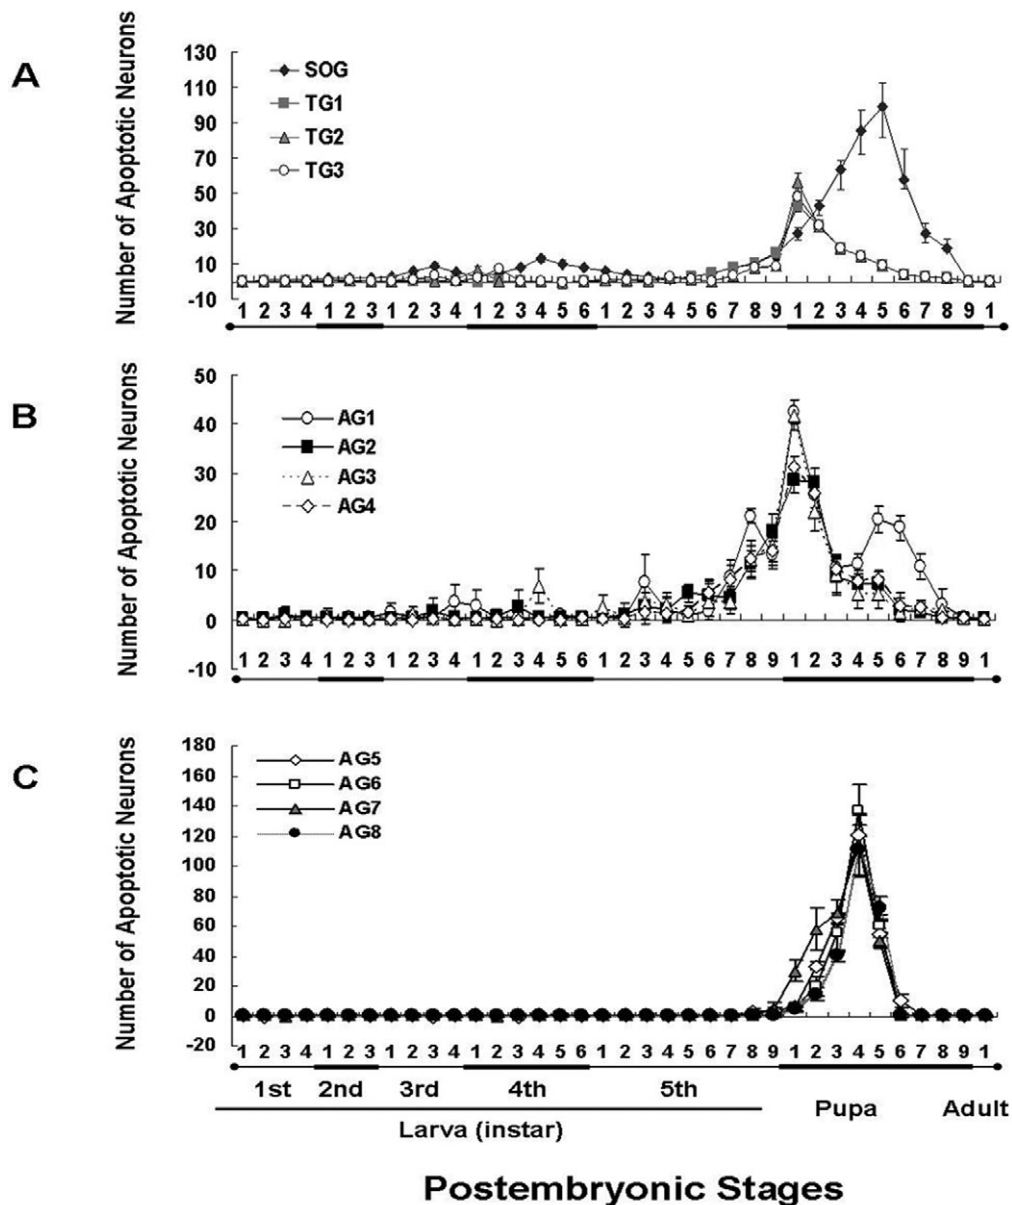 A
Number of Apoptotic Neurons
130
110
90
70
50
30
10
-10
SOG
TG1
TG2
TG3
1 2 3 4 1 2 3 1 2 3 4 1 2 3 4 5 6 1 2 3 4 5 6 7 8 9 1 2 3 4 5 6 7 8 9 1
B
Number of Apoptotic Neurons
50
40
30
20
10
0
-10
AG1
AG2
AG3
AG4
1 2 3 4 1 2 3 1 2 3 4 1 2 3 4 5 6 1 2 3 4 5 6 7 8 9 1 2 3 4 5 6 7 8 9 1
C
Number of Apoptotic Neurons
180
160
140
120
100
80
60
40
20
0
-20
AG5
AG6
AG7
AG8
1 2 3 4 1 2 3 1 2 3 4 1 2 3 4 5 6 1 2 3 4 5 6 7 8 9 1 2 3 4 5 6 7 8 9 1
1st 2nd 3rd 4th 5th
Pupa Adult
Larva (instar)
Postembryonic Stages